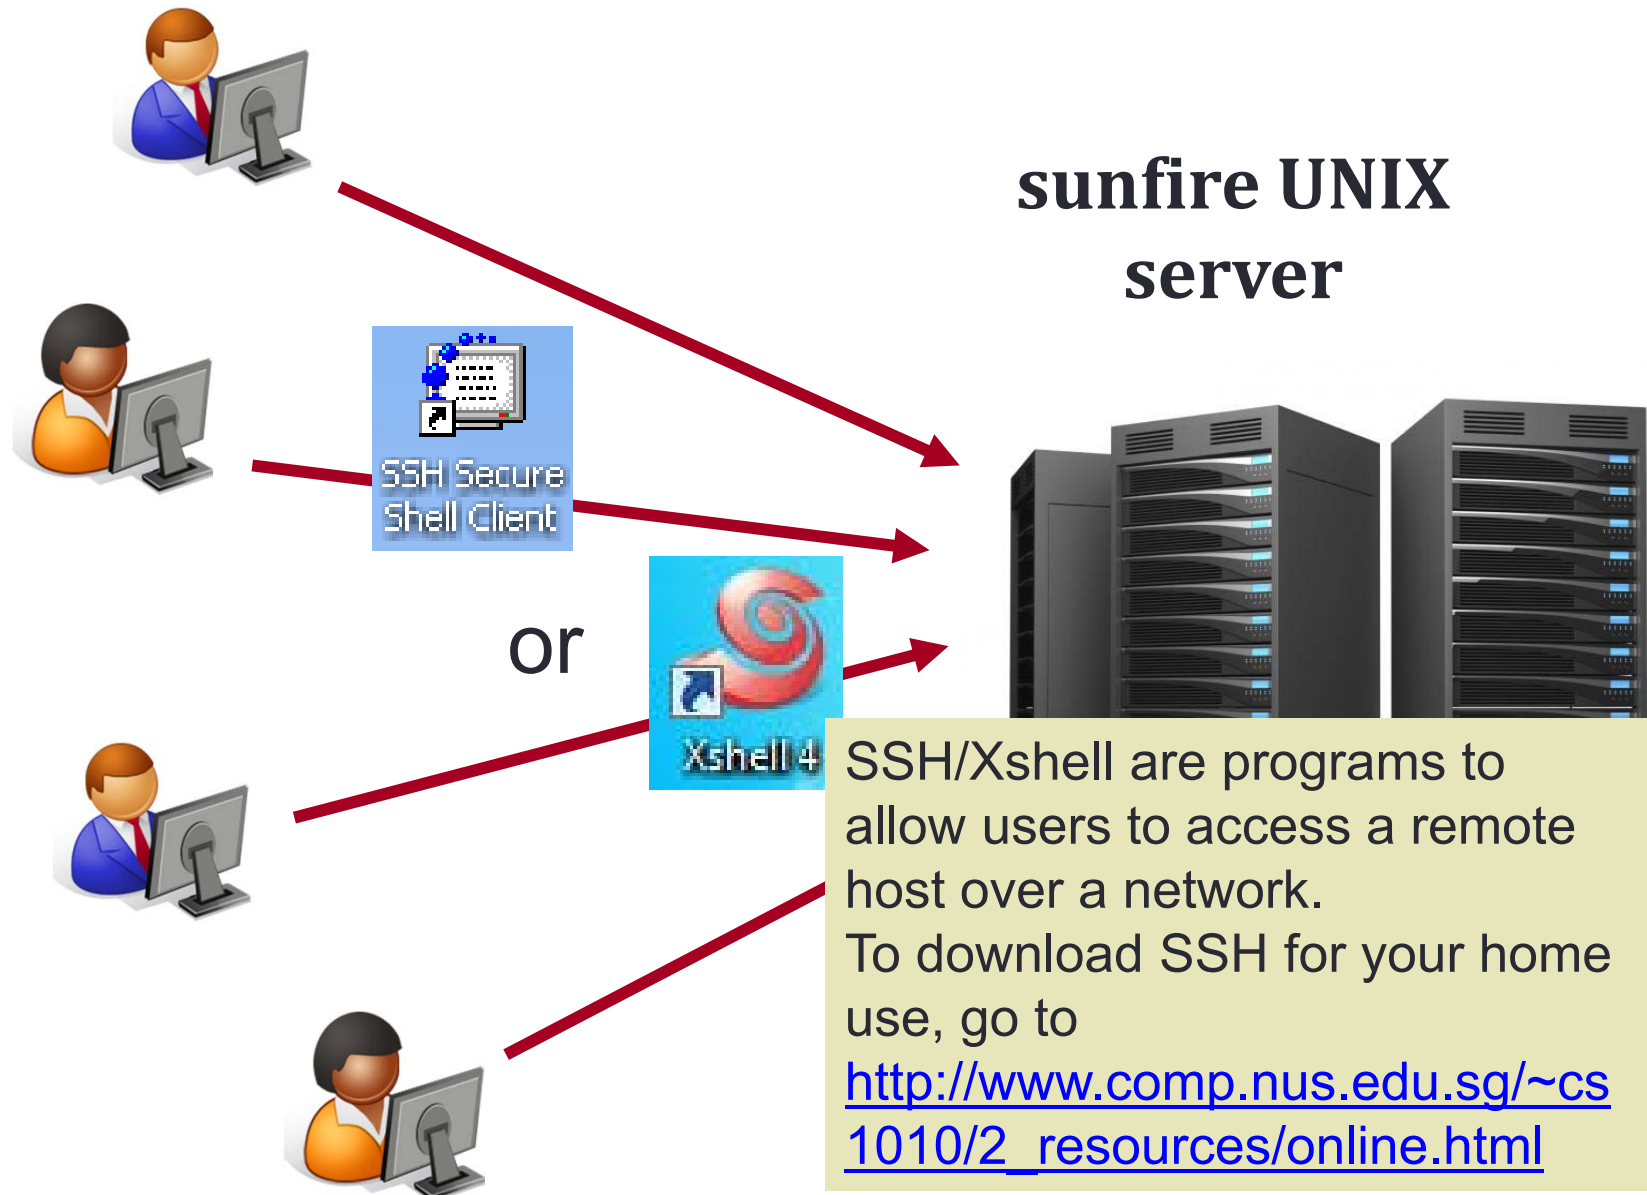 sunfire UNIX
server
SSH Secure
Shell Client
or
Xshell 4
SSH/Xshell are programs to
allow users to access a remote
host over a network.
To download SSH for your home
use, go to
http://www.comp.nus.edu.sg/~cs
1010/2_resources/online.html